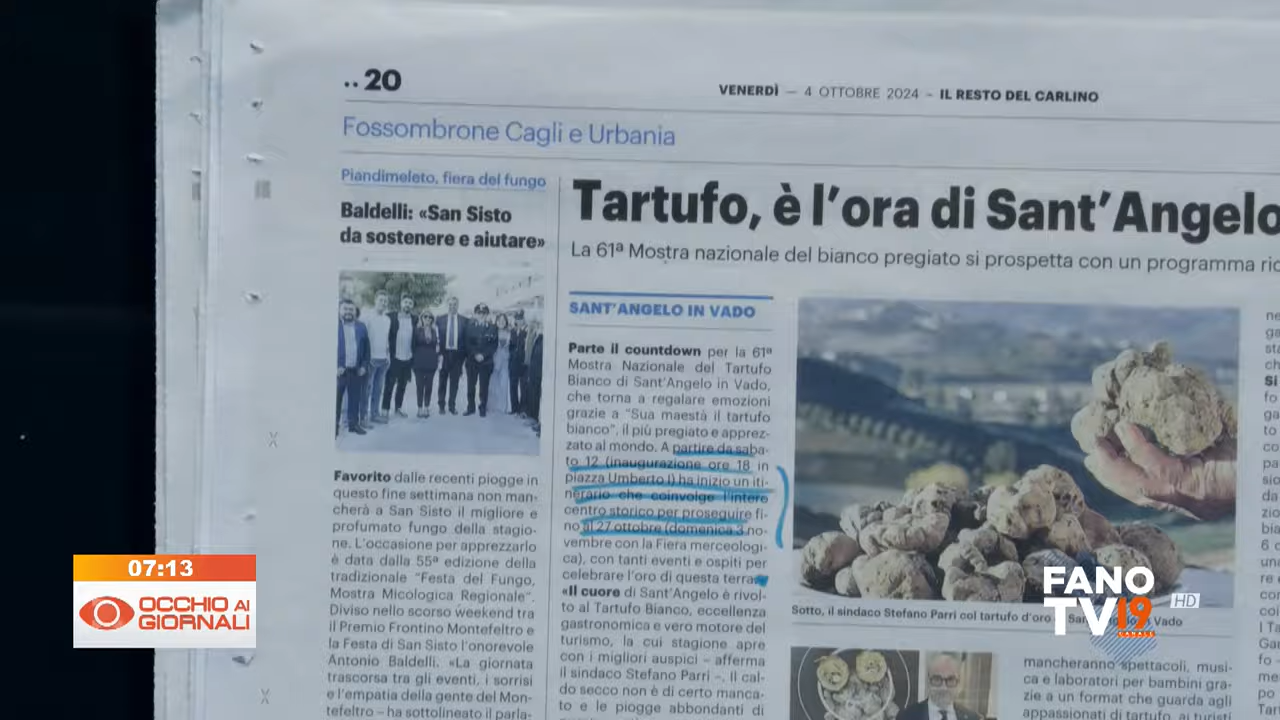 .. 20
VENERDÌ — 4 OTTOBRE 2024 – IL RESTO DEL CARLINO
Fossombrone Cagli e Urbania
Piandimeleto, fiera del fungo
Baldelli: «San Sisto
da sostenere e aiutare»
Favorito dalle recenti piogge in
questo fine settimana non man-
cherà a San Sisto il migliore e
profumato fungo della stagio-
ne. L'occasione per apprezzarlo
è data dalla 55ª edizione della
tradizionale "Festa del Fungo,
Mostra Micologica Regionale".
Diviso nello scorso weekend tra
il Premio Frontino Montefeltro e
la Festa di San Sisto l'onorevole
Antonio Baldelli. «La giornata
trascorsa tra gli eventi, i sorrisi
e l'empatia della gente del Mon-
tefeltro – ha sottolineato il parla-
Tartufo, è l'ora di Sant'Angelo
La 61ª Mostra nazionale del bianco pregiato si prospetta con un programma ric
SANT'ANGELO IN VADO
Parte il countdown per la 61ª
Mostra Nazionale del Tartufo
Bianco di Sant'Angelo in Vado,
che torna a regalare emozioni
grazie a "Sua maestà il tartufo
bianco", il più pregiato e apprez-
zato al mondo. A partire da saba-
to 12 (inaugurazione ore 18 in
piazza Umberto I) ha inizio un iti-
nerario che coinvolge l'intero
centro storico per proseguire fi-
no al 27 ottobre (domenica 3 no-
vembre con la Fiera merceologi-
ca), con tanti eventi e ospiti per
celebrare l'oro di questa terra.
«Il cuore di Sant'Angelo è rivol-
to al Tartufo Bianco, eccellenza
gastronomica e vero motore del
turismo, la cui stagione apre
con i migliori auspici – afferma
il sindaco Stefano Parri –. Il cal-
do secco non è di certo manca-
to e le piogge abbondanti di
Sotto, il sindaco Stefano Parri col tartufo d'oro Vado
mancheranno spettacoli, musi-
ca e laboratori per bambini gra-
zie a un format che guarda agli
appassionati di tartufo, ai turisti
07:13
OCCHIO AI
GIORNALI
FANO
TV 19
CANALE
HD